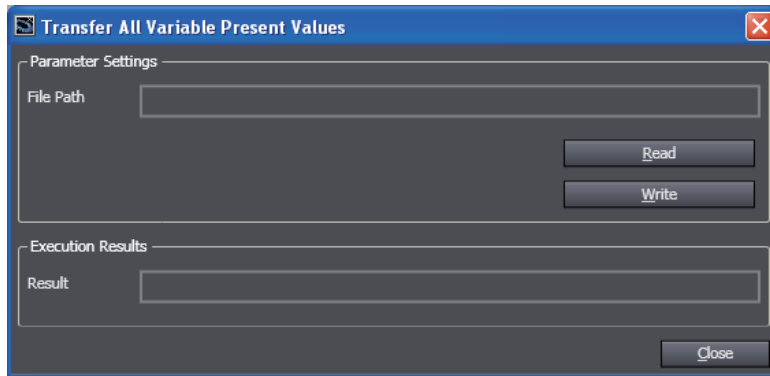 Transfer All Variable Present Values
Parameter Settings
File Path
Read
Write
Execution Results
Result
Close